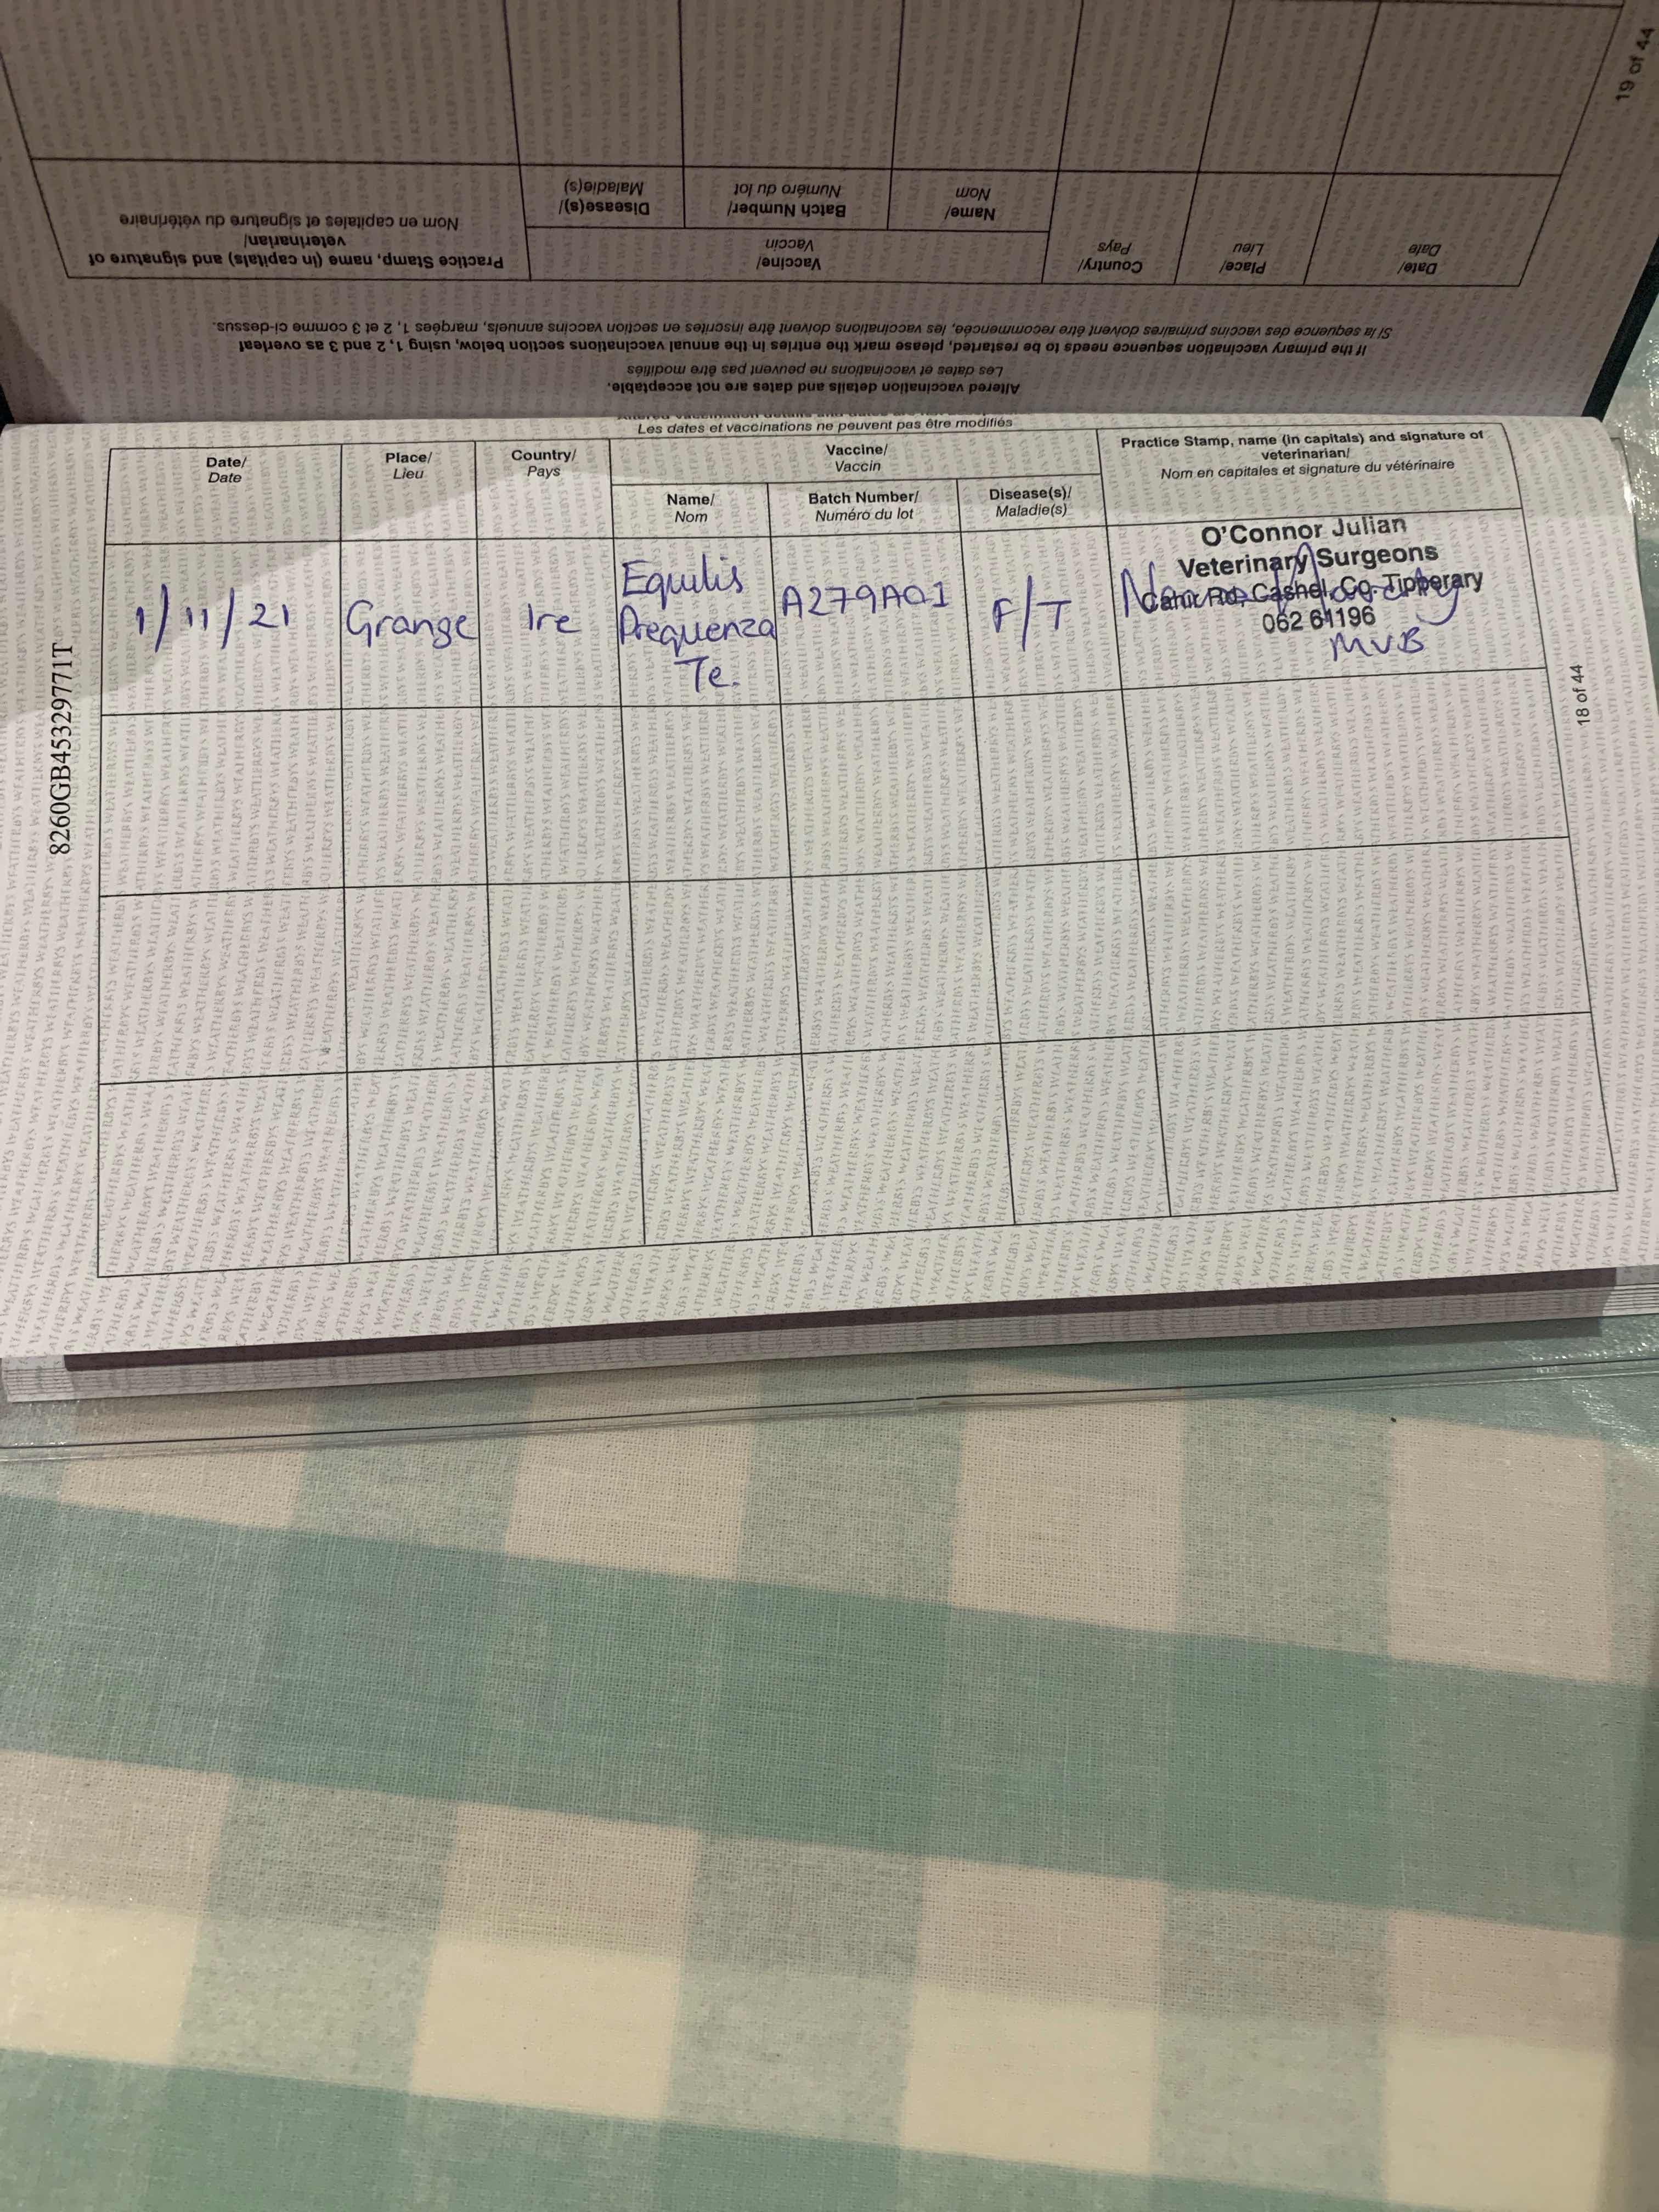 19 of 44
Altered vaccination details and dates are not acceptable.
Les dates et vaccinations ne peuvent pas être modifiés
If the primary vaccination sequence needs to be restarted, please mark the entries in the annual vaccinations section below, using 1, 2 and 3 as overleaf
Si la séquence des vaccins primaires doivent être recommencée, les vaccinations doivent être inscrites en section vaccins annuels, marqées 1, 2 et 3 comme ci-dessus.
Date/
Date
Place/
Lieu
Country/
Pays
Vaccine/
Vaccin
Name/
Nom
Batch Number/
Numéro du lot
Disease(s)/
Maladie(s)
Practice Stamp, name (in capitals) and signature of
veterinarian/
Nom en capitales et signature du vétérinaire
Les dates et vaccinations ne peuvent pas être modifiés
Date/
Date
Place/
Lieu
Country/
Pays
Vaccine/
Vaccin
Name/
Nom
Batch Number/
Numéro du lot
Disease(s)/
Maladie(s)
Practice Stamp, name (in capitals) and signature of
veterinarian/
Nom en capitales et signature du vétérinaire
1/11/21
Grange
Ire
Equilis
Prequenza
Te.
A279A01
F/T
O'Connor Julian
Veterinary Surgeons
Cahir Rd, Cashel, Co. Tipperary
062 61196
MVB
8260GB45329771T
18 of 44